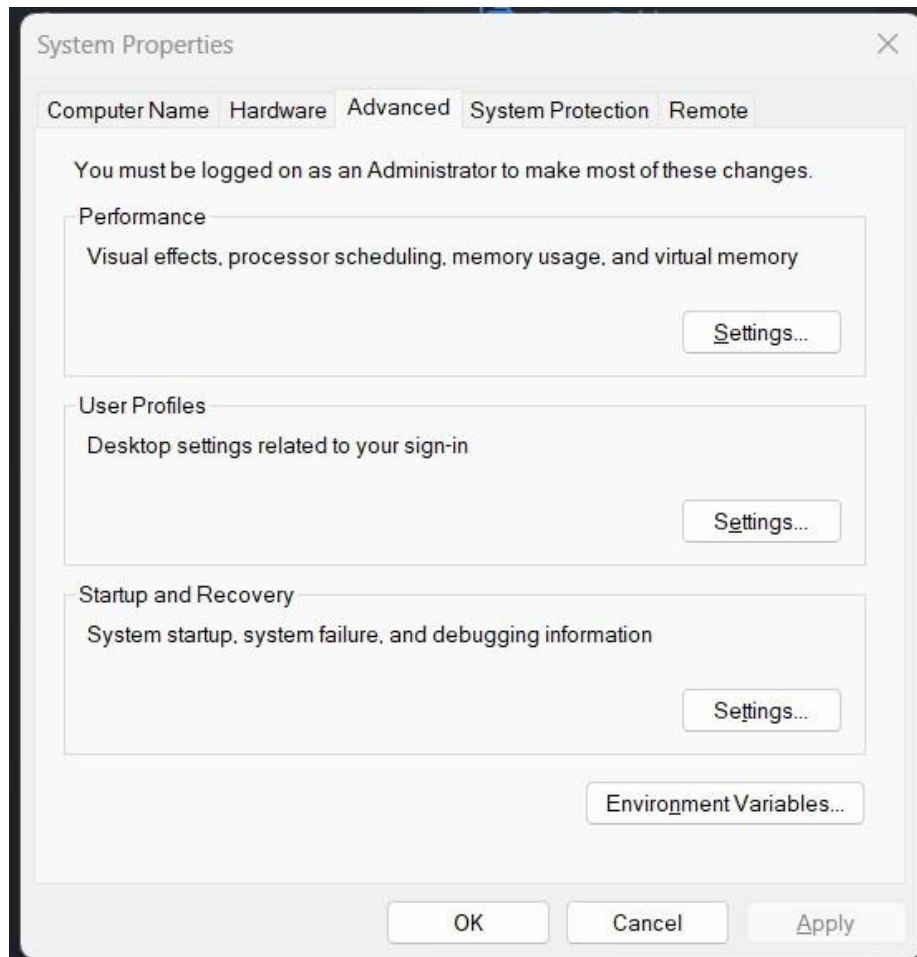 System Properties
Computer Name Hardware Advanced System Protection Remote
You must be logged on as an Administrator to make most of these changes.
Performance
Visual effects, processor scheduling, memory usage, and virtual memory
Settings...
User Profiles
Desktop settings related to your sign-in
Settings...
Startup and Recovery
System startup, system failure, and debugging information
Settings...
Environment Variables...
OK Cancel Apply